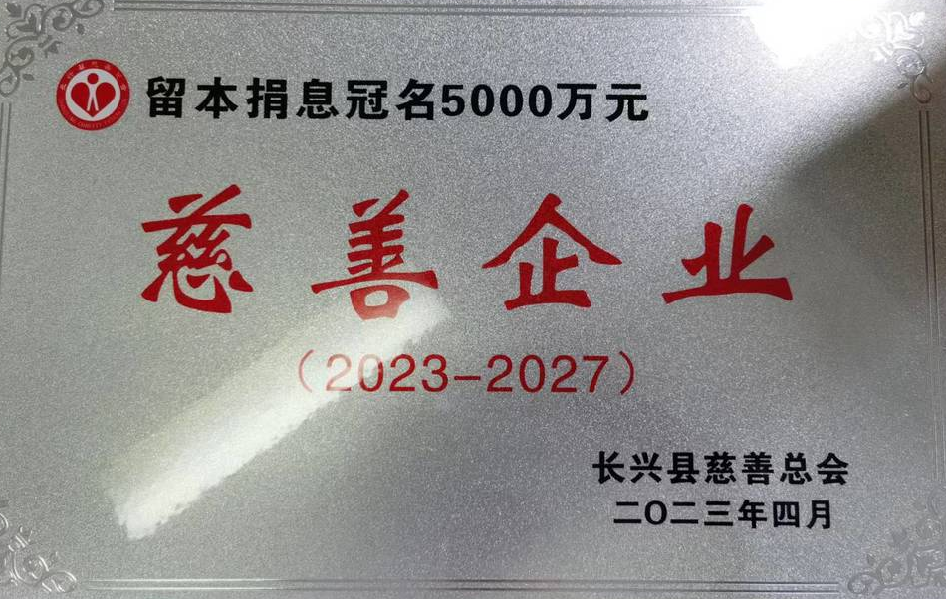 留本捐息冠名5000万元
慈善企业
（2023-2027）
长兴县慈善总会
二〇二三年四月